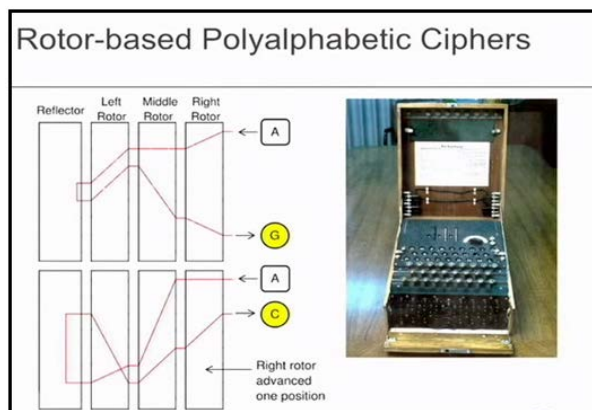 Rotor-based Polyalphabetic Ciphers
Reflector
Left
Rotor
Middle
Rotor
Right
Rotor
A
G
A
C
Right rotor
advanced
one position